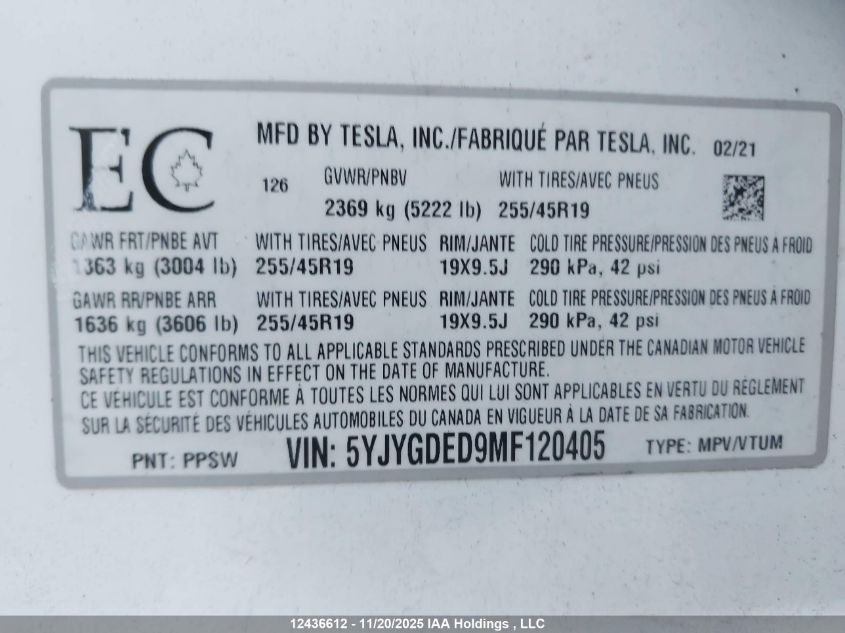 EC
MFD BY TESLA, INC./FABRIQUÉ PAR TESLA, INC. 02/21
126 GVWR/PNBV WITH TIRES/AVEC PNEUS
2369 kg (5222 lb) 255/45R19
GAWR FRT/PNBE AVT WITH TIRES/AVEC PNEUS RIM/JANTE COLD TIRE PRESSURE/PRESSION DES PNEUS A FROID
1363 kg (3004 lb) 255/45R19 19X9.5J 290 kPa, 42 psi
GAWR RR/PNBE ARR WITH TIRES/AVEC PNEUS RIM/JANTE COLD TIRE PRESSURE/PRESSION DES PNEUS A FROID
1636 kg (3606 lb) 255/45R19 19X9.5J 290 kPa, 42 psi
THIS VEHICLE CONFORMS TO ALL APPLICABLE STANDARDS PRESCRIBED UNDER THE CANADIAN MOTOR VEHICLE
SAFETY REGULATIONS IN EFFECT ON THE DATE OF MANUFACTURE.
CE VÉHICULE EST CONFORME À TOUTES LES NORMES QUI LUI SONT APPLICABLES EN VERTU DU RÈGLEMENT
SUR LA SÉCURITÉ DES VÉHICULES AUTOMOBILES DU CANADA EN VIGUEUR À LA DATE DE SA FABRICATION.
PNT: PPSW VIN: 5YJYGDED9MF120405 TYPE: MPV/VTUM
12436612 - 11/20/2025 IAA Holdings , LLC